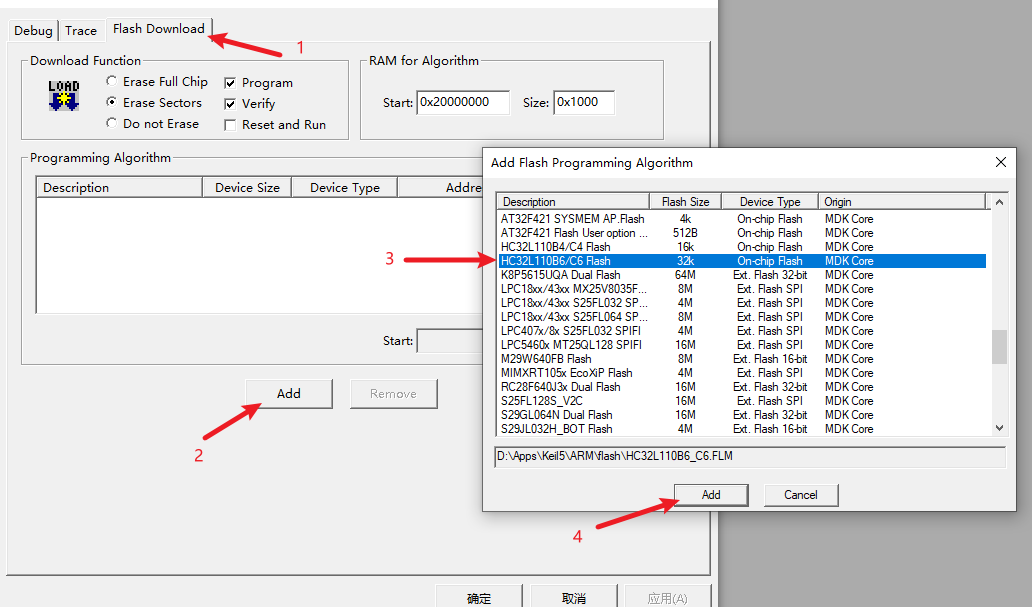 Debug Trace Flash Download
1
Download Function
LOAD
Erase Full Chip Program
Erase Sectors Verify
Do not Erase Reset and Run
RAM for Algorithm
Start: 0x20000000 Size: 0x1000
Programming Algorithm
Description Device Size Device Type Addre
Start:
Add Remove
2
Add Flash Programming Algorithm
Description Flash Size Device Type Origin
AT32F421 SYSMEM AP.Flash 4k On-chip Flash MDK Core
AT32F421 Flash User option ... 512B On-chip Flash MDK Core
HC32L110B4/C4 Flash 16k On-chip Flash MDK Core
3
HC32L110B6/C6 Flash 32k On-chip Flash MDK Core
K8P5615UQA Dual Flash 64M Ext. Flash 32-bit MDK Core
LPC18xx/43xx MX25V8035F... 8M Ext. Flash SPI MDK Core
LPC18xx/43xx S25FL032 SP... 4M Ext. Flash SPI MDK Core
LPC18xx/43xx S25FL064 SP... 8M Ext. Flash SPI MDK Core
LPC407x/8x S25FL032 SPIFI 4M Ext. Flash SPI MDK Core
LPC5460x MT25QL128 SPIFI 16M Ext. Flash SPI MDK Core
M29W640FB Flash 8M Ext. Flash 16-bit MDK Core
MIMXRT105x EcoXiP Flash 4M Ext. Flash SPI MDK Core
RC28F640J3x Dual Flash 16M Ext. Flash 32-bit MDK Core
S25FL128S_V2C 16M Ext. Flash SPI MDK Core
S29GL064N Dual Flash 16M Ext. Flash 32-bit MDK Core
S29JL032H_BOT Flash 4M Ext. Flash 16-bit MDK Core
D:\Apps\Keil5\ARM\flash\HC32L110B6_C6.FLM
Add Cancel
4
确定 取消 应用(A)